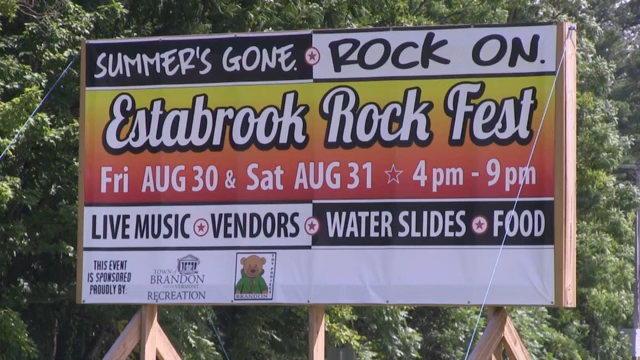 SUMMER'S GONE. ROCK ON.
Estabrook Rock Fest
Fri AUG 30 & Sat AUG 31 4pm - 9pm
LIVE MUSIC VENDORS WATER SLIDES FOOD
THIS EVENT
IS SPONSORED
PROUDLY BY:
TOWN of
BRANDON
VERMONT
RECREATION
BRANDON